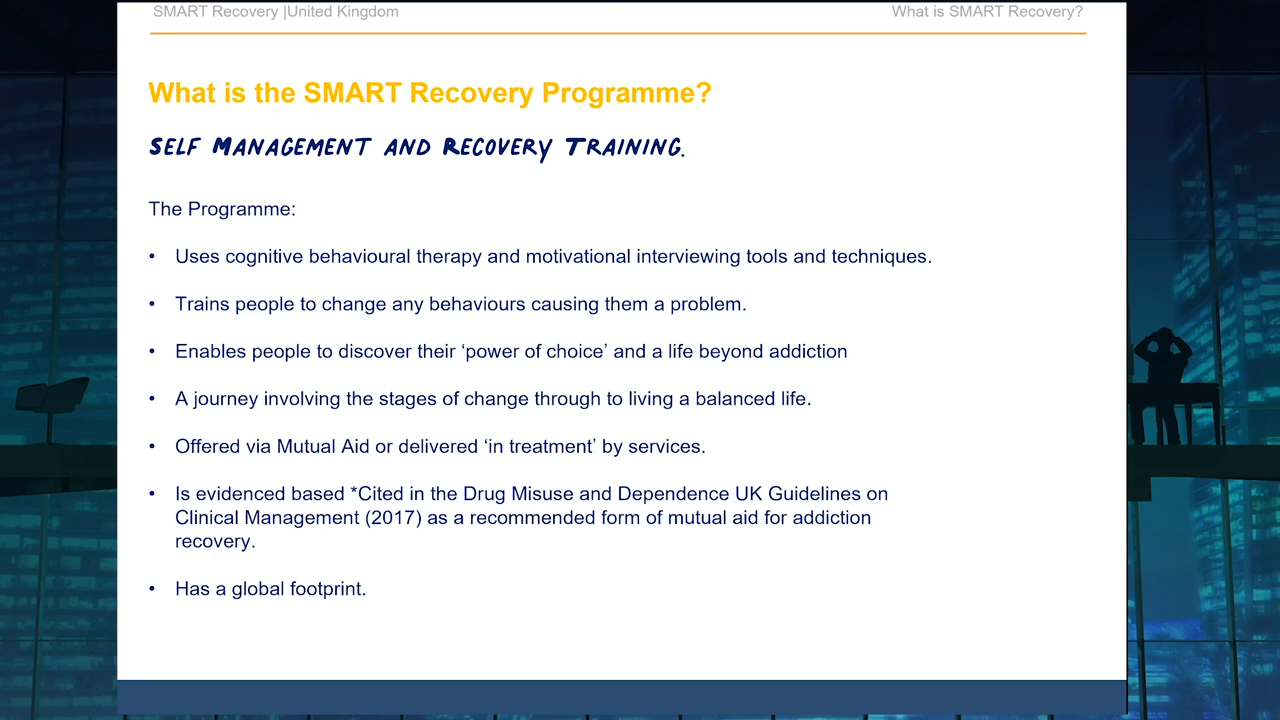 SMART Recovery |United Kingdom
What is SMART Recovery?
What is the SMART Recovery Programme?
SELF MANAGEMENT AND RECOVERY TRAINING.
The Programme:
• Uses cognitive behavioural therapy and motivational interviewing tools and techniques.
• Trains people to change any behaviours causing them a problem.
• Enables people to discover their ‘power of choice’ and a life beyond addiction
• A journey involving the stages of change through to living a balanced life.
• Offered via Mutual Aid or delivered ‘in treatment’ by services.
• Is evidenced based *Cited in the Drug Misuse and Dependence UK Guidelines on
Clinical Management (2017) as a recommended form of mutual aid for addiction
recovery.
• Has a global footprint.